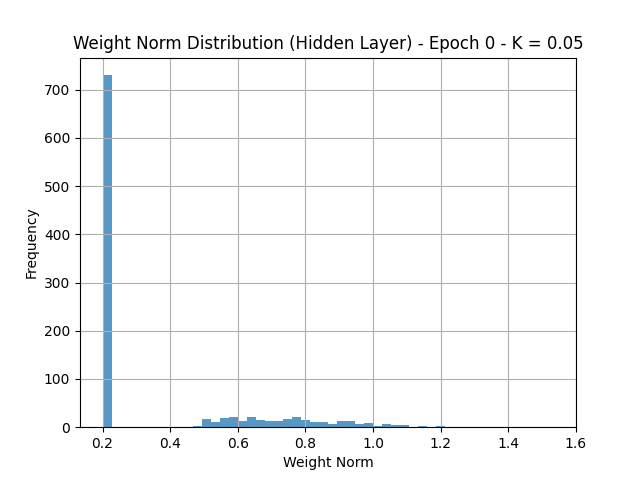 Weight Norm Distribution (Hidden Layer) - Epoch 0 - K = 0.05
700
600
500
400
300
200
100
0
Frequency
0.2 0.4 0.6 0.8 1.0 1.2 1.4 1.6
Weight Norm